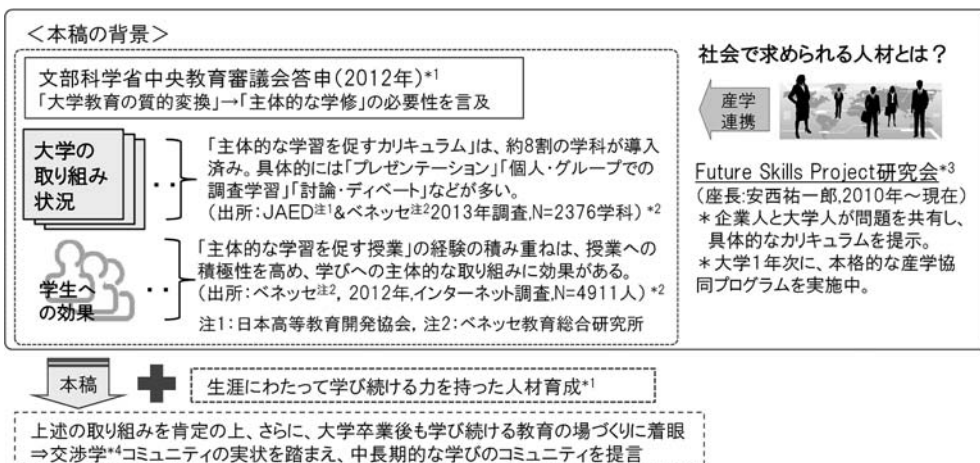 ＜本稿の背景＞
文部科学省中央教育審議会答申（2012年）*1
「大学教育の質的変換」→「主体的な学修」の必要性を言及
大学の
取り組み
状況
‥
「主体的な学習を促すカリキュラム」は、約8割の学科が導入
済み。具体的には「プレゼンテーション」「個人・グループでの
調査学習」「討論・ディベート」などが多い。
（出所：JAED注1&ベネッセ注2 2013年調査,N=2376学科）*2
学生へ
の効果
‥
「主体的な学習を促す授業」の経験の積み重ねは、授業への
積極性を高め、学びへの主体的な取り組みに効果がある。
（出所：ベネッセ注2, 2012年,インターネット調査,N=4911人）*2
注1：日本高等教育開発協会，注2：ベネッセ教育総合研究所
社会で求められる人材とは？
産学
連携
Future Skills Project研究会*3
（座長：安西祐一郎,2010年～現在）
＊企業人と大学人が問題を共有し、
具体的なカリキュラムを提示。
＊大学1年次に、本格的な産学協
同プログラムを実施中。
本稿
生涯にわたって学び続ける力を持った人材育成*1
上述の取り組みを肯定の上、さらに、大学卒業後も学び続ける教育の場づくりに着眼
⇒交渉学*4コミュニティの実状を踏まえ、中長期的な学びのコミュニティを提言